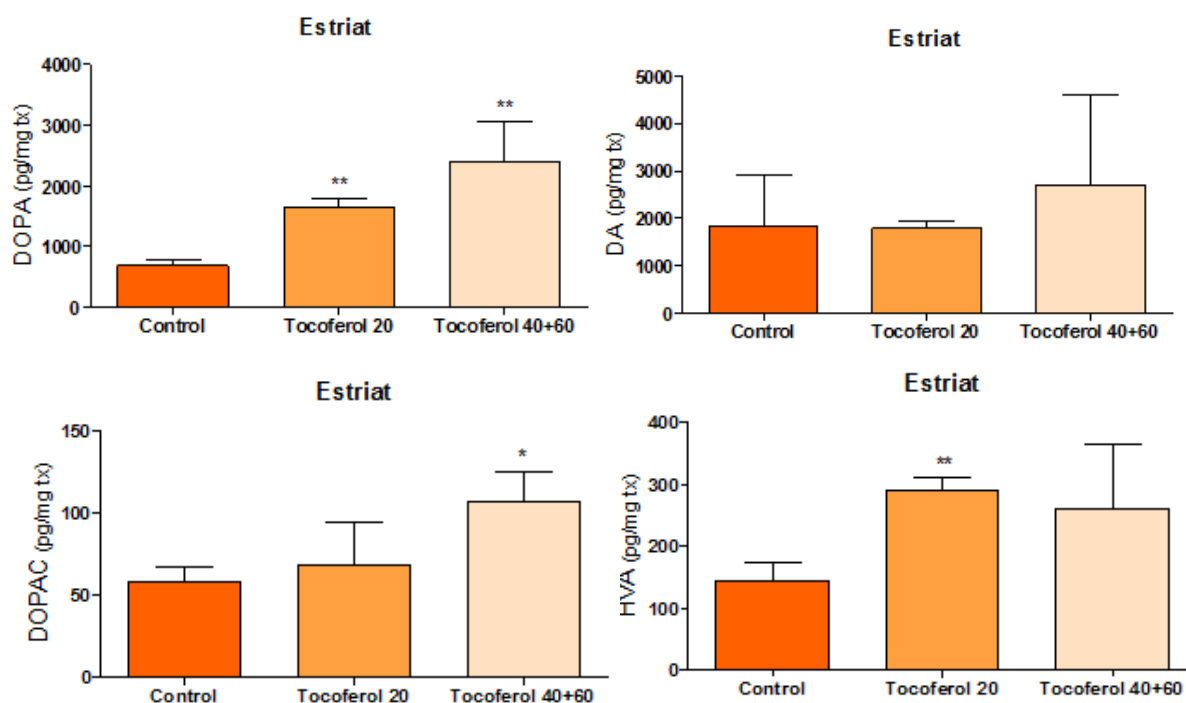 Estriat
DOPA (pg/mg tx)
4000
3000
2000
1000
0
**
**
Control Tocoferol 20 Tocoferol 40+60
Estriat
DA (pg/mg tx)
5000
4000
3000
2000
1000
0
Control Tocoferol 20 Tocoferol 40+60
Estriat
DOPAC (pg/mg tx)
150
100
50
0
*
Control Tocoferol 20 Tocoferol 40+60
Estriat
HVA (pg/mg tx)
400
300
200
100
0
**
Control Tocoferol 20 Tocoferol 40+60